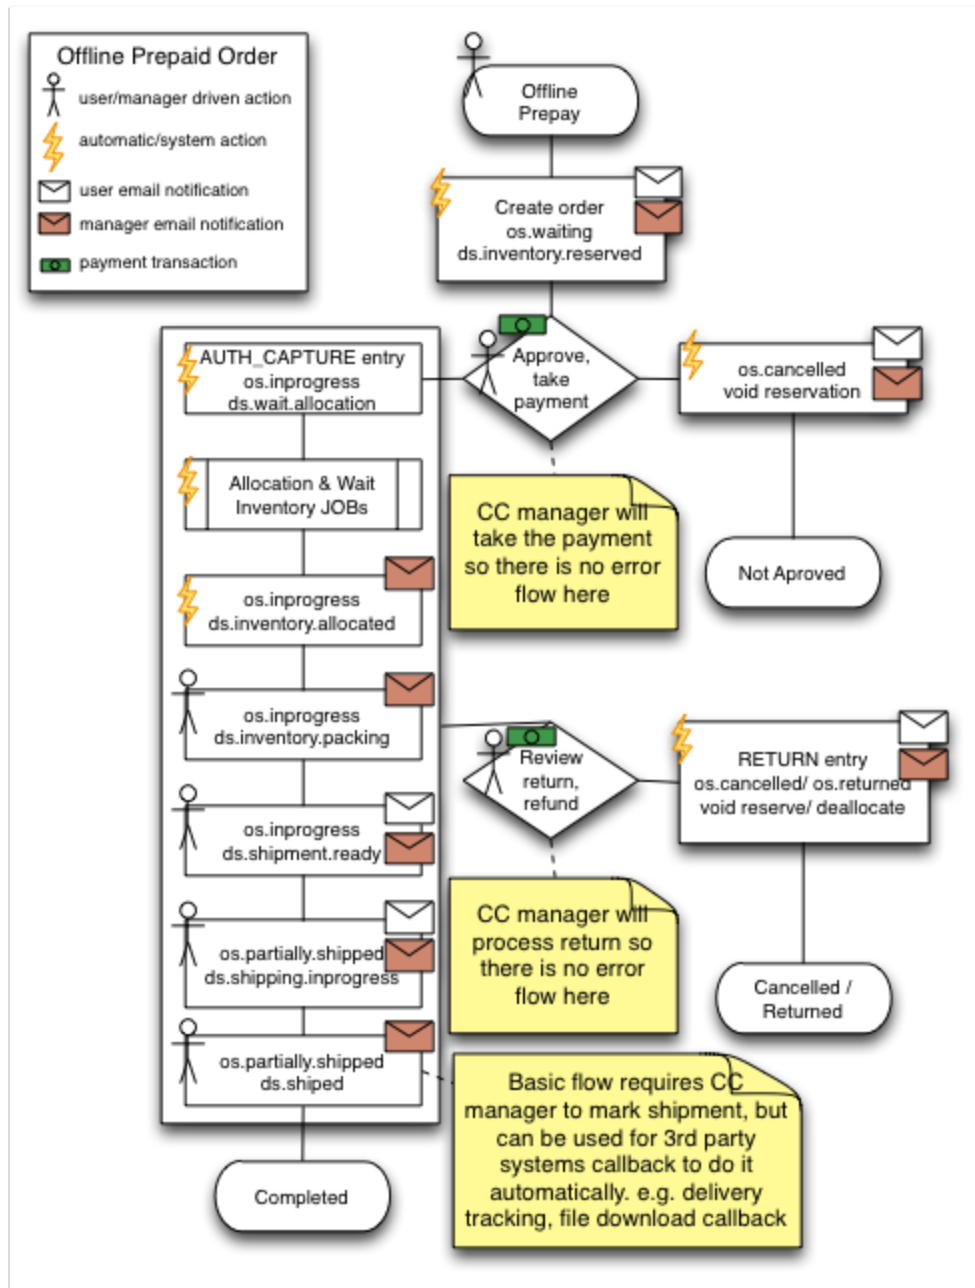 Offline Prepaid Order
user/manager driven action
automatic/system action
user email notification
manager email notification
payment transaction
Offline
Prepay
Create order
os.waiting
ds.inventory.reserved
Approve,
take
payment
os.cancelled
void reservation
Not Aproved
CC manager will
take the payment
so there is no error
flow here
AUTH_CAPTURE entry
os.inprogress
ds.wait.allocation
Allocation & Wait
Inventory JOBs
os.inprogress
ds.inventory.allocated
os.inprogress
ds.inventory.packing
os.inprogress
ds.shipment.ready
os.partially.shipped
ds.shipping.inprogress
os.partially.shipped
ds.shiped
Completed
Review
return,
refund
RETURN entry
os.cancelled/ os.returned
void reserve/ deallocate
Cancelled /
Returned
CC manager will
process return so
there is no error
flow here
Basic flow requires CC
manager to mark shipment, but
can be used for 3rd party
systems callback to do it
automatically. e.g. delivery
tracking, file download callback